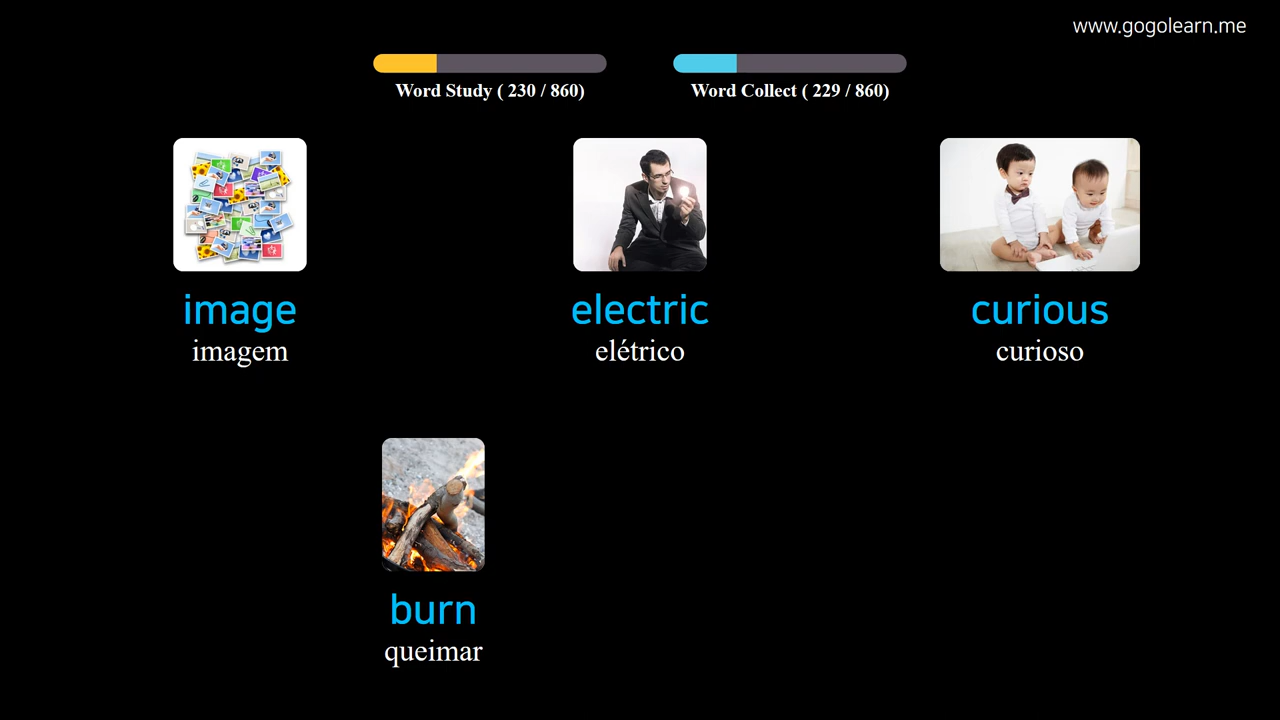 www.gogolearn.me
Word Study ( 230 / 860)
Word Collect ( 229 / 860)
image
imagem
electric
elétrico
curious
curioso
burn
queimar